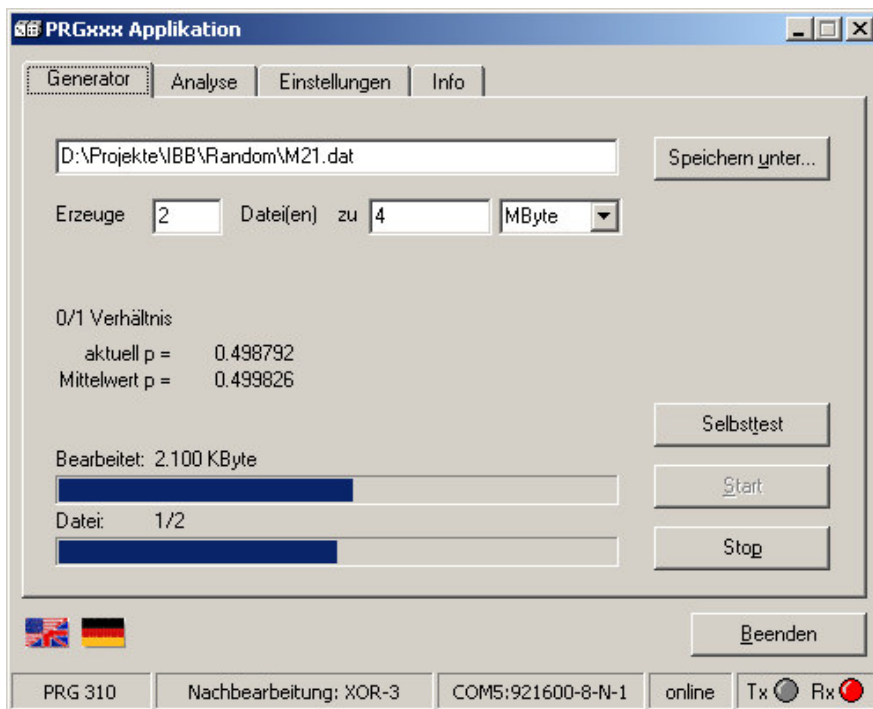 PRGxxx Applikation
Generator Analyse Einstellungen Info
D:\Projekte\IBB\Random\M21.dat Speichern unter...
Erzeuge 2 Datei(en) zu 4 MByte
0/1 Verhältnis
aktuell p = 0.498792
Mittelwert p = 0.499826
Selbsttest
Bearbeitet: 2.100 KByte
Start
Datei: 1/2
Stop
Beenden
PRG 310 Nachbearbeitung: XOR-3 COM5:921600-8-N-1 online Tx Rx